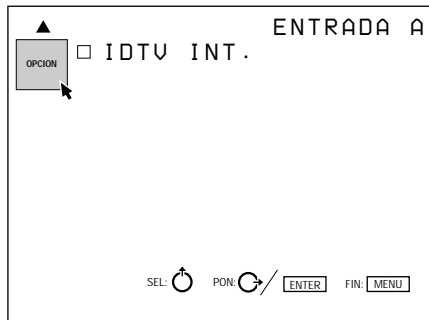 ENTRADA A
OPCION
IDTV INT.
SEL: PON: ENTER FIN: MENU